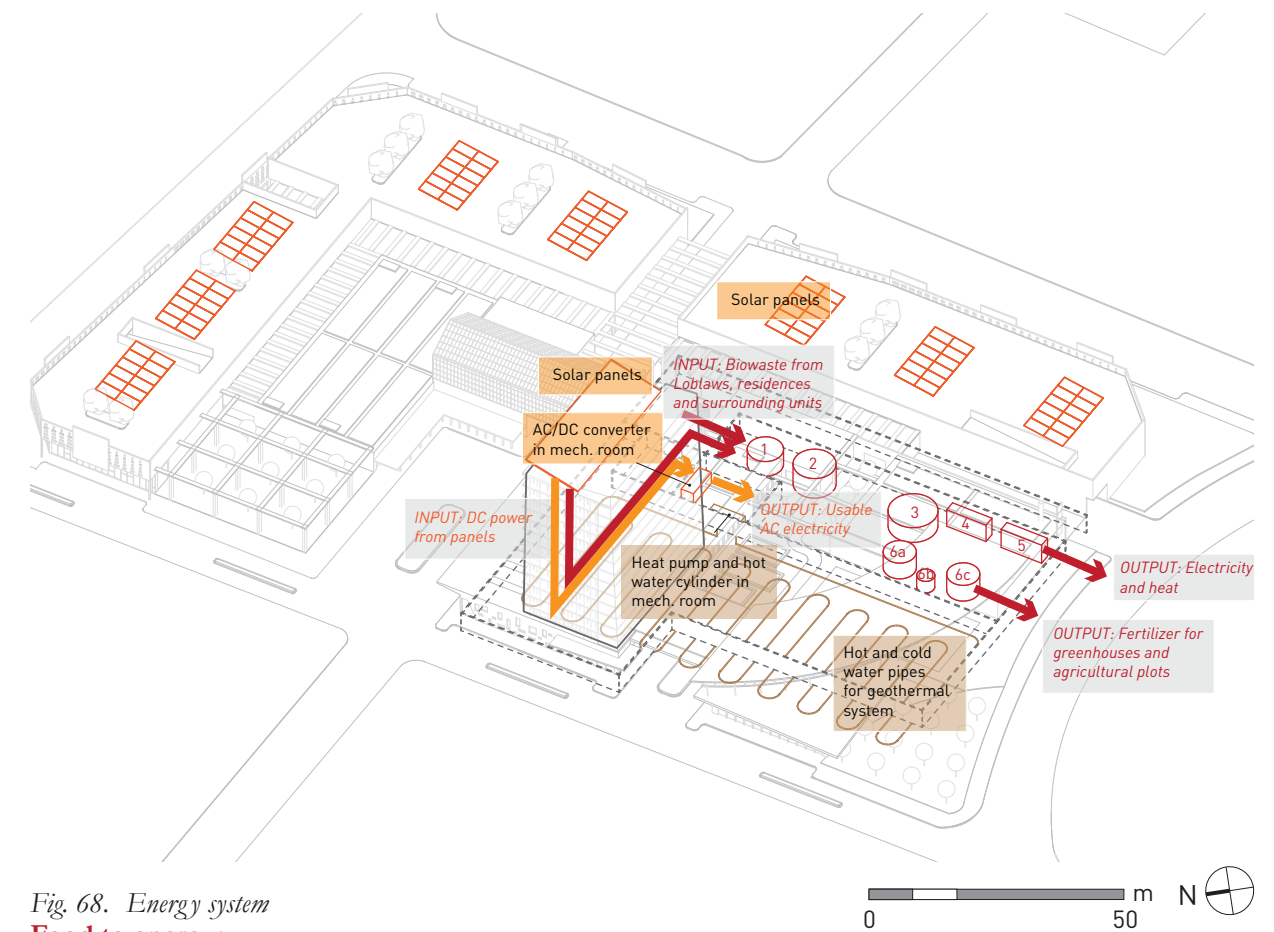 Solar panels
Solar panels
INPUT: Biowaste from
Loblaws, residences
and surrounding units
AC/DC converter
in mech. room
1
2
INPUT: DC power
from panels
OUTPUT: Usable
AC electricity
3
4
5
6a
6b
6c
Heat pump and hot
water cylinder in
mech. room
OUTPUT: Electricity
and heat
OUTPUT: Fertilizer for
greenhouses and
agricultural plots
Hot and cold
water pipes
for geothermal
system
Fig. 68. Energy system
Food to energy
m
N
0
50